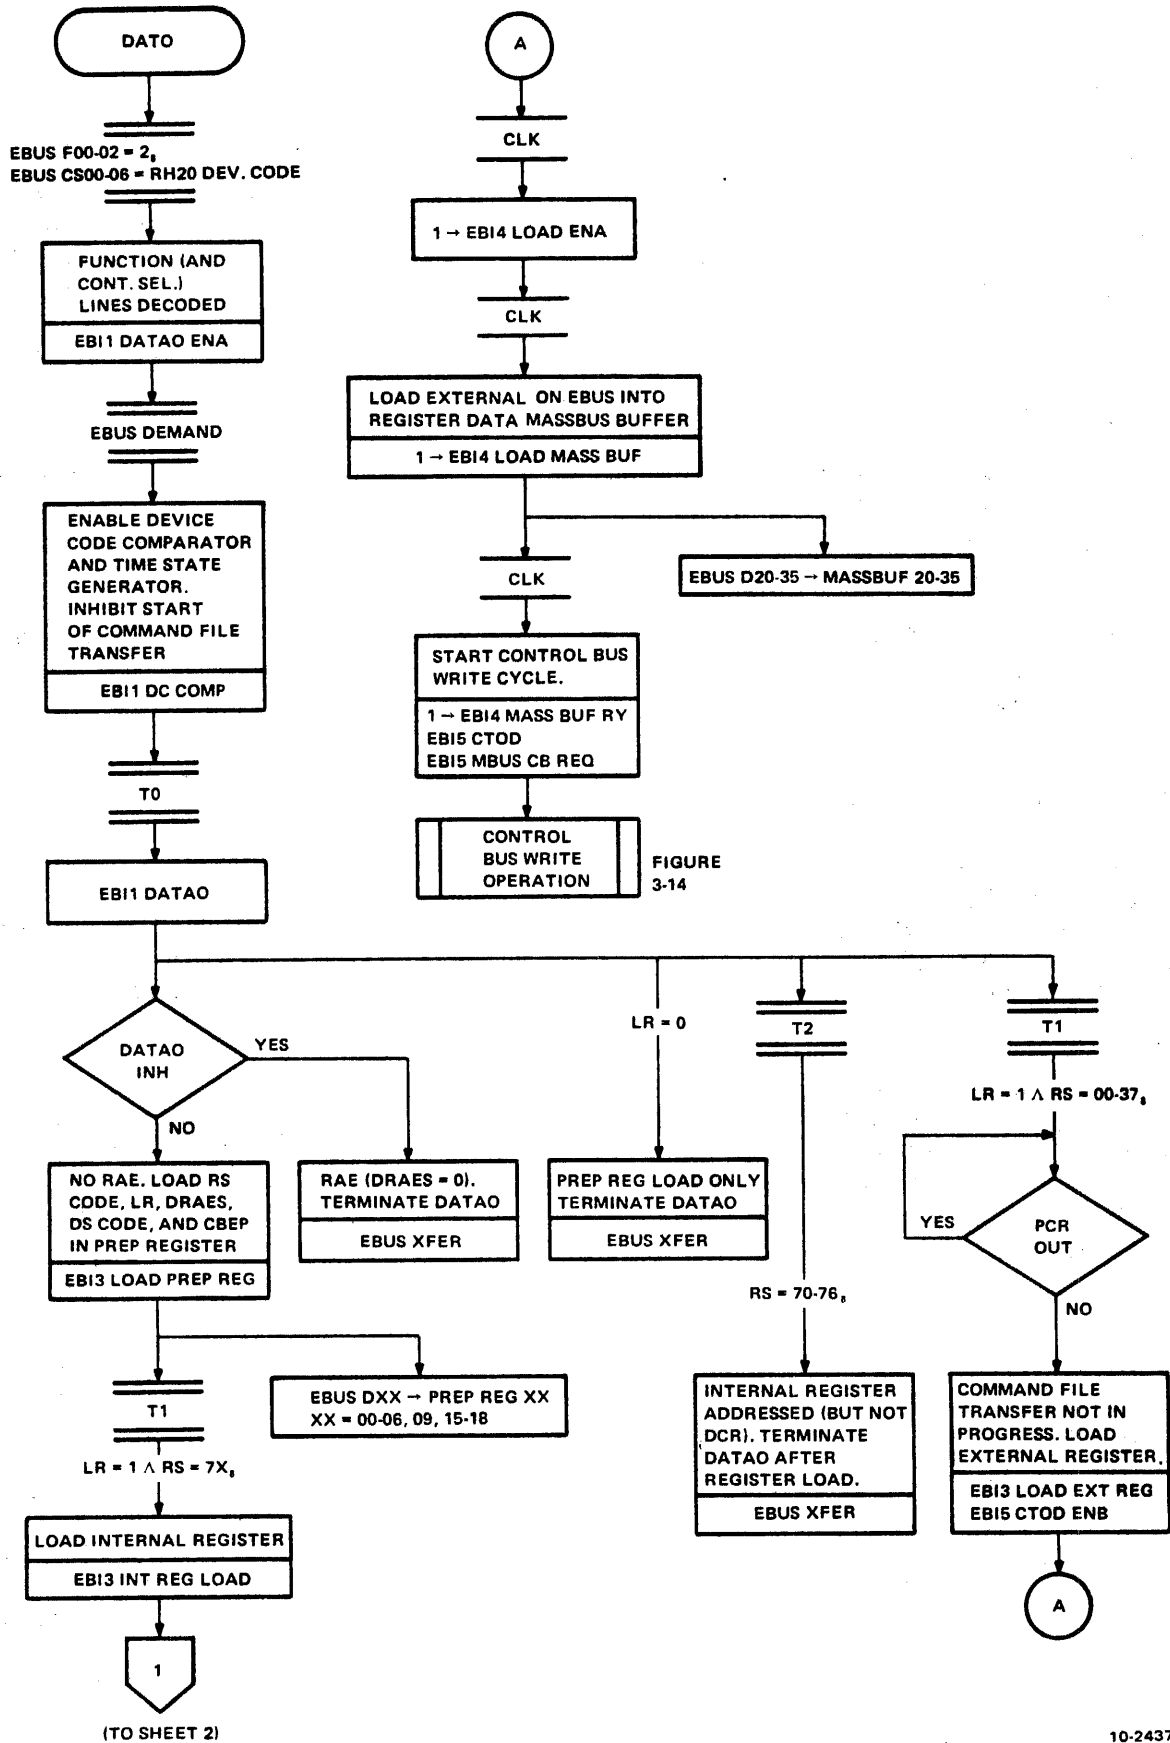 DATO
EBUS F00-02 = 2₈
EBUS CS00-06 = RH20 DEV. CODE
FUNCTION (AND
CONT. SEL.)
LINES DECODED
EBI1 DATAO ENA
EBUS DEMAND
ENABLE DEVICE
CODE COMPARATOR
AND TIME STATE
GENERATOR.
INHIBIT START
OF COMMAND FILE
TRANSFER
EBI1 DC COMP
T0
EBI1 DATAO
A
CLK
1 → EBI4 LOAD ENA
CLK
LOAD EXTERNAL ON EBUS INTO
REGISTER DATA MASSBUS BUFFER
1 → EBI4 LOAD MASS BUF
EBUS D20-35 → MASSBUF 20-35
CLK
START CONTROL BUS
WRITE CYCLE.
1 → EBI4 MASS BUF RY
EBI5 CTOD
EBI5 MBUS CB REQ
CONTROL
BUS WRITE
OPERATION
FIGURE
3-14
DATAO
INH
YES
NO
NO RAE. LOAD RS
CODE, LR, DRAES,
DS CODE, AND CBEP
IN PREP REGISTER
EBI3 LOAD PREP REG
RAE (DRAES = 0).
TERMINATE DATAO
EBUS XFER
EBUS DXX → PREP REG XX
XX = 00-06, 09, 15-18
T1
LR = 1 Λ RS = 7X₈
LOAD INTERNAL REGISTER
EBI3 INT REG LOAD
1
(TO SHEET 2)
LR = 0
PREP REG LOAD ONLY
TERMINATE DATAO
EBUS XFER
T2
RS = 70-76₈
INTERNAL REGISTER
ADDRESSED (BUT NOT
DCR). TERMINATE
DATAO AFTER
REGISTER LOAD.
EBUS XFER
T1
LR = 1 Λ RS = 00-37₈
YES
PCR
OUT
NO
COMMAND FILE
TRANSFER NOT IN
PROGRESS. LOAD
EXTERNAL REGISTER.
EBI3 LOAD EXT REG
EBI5 CTOD ENB
A
10-2437